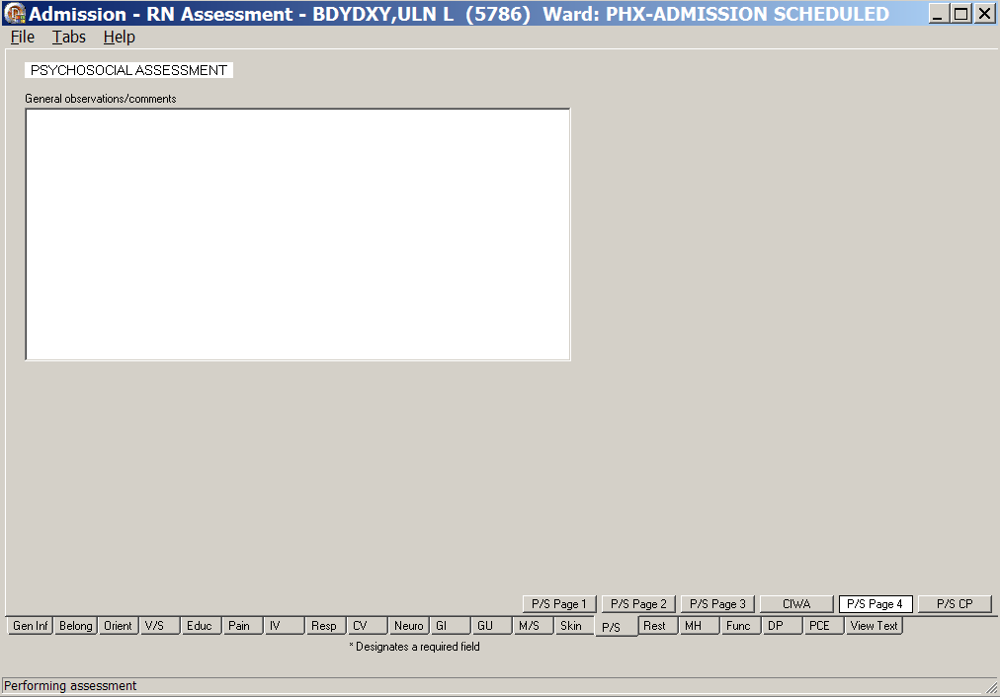 Admission - RN Assessment - BDYDXY,ULN L  (5786)  Ward: PHX-ADMISSION SCHEDULED
File Tabs Help
PSYCHOSOCIAL ASSESSMENT
General observations/comments
P/S Page 1 P/S Page 2 P/S Page 3 CIWA P/S Page 4 P/S CP
Gen Inf Belong Orient V/S Educ Pain IV Resp CV Neuro GI GU M/S Skin P/S Rest MH Func DP PCE View Text
* Designates a required field
Performing assessment